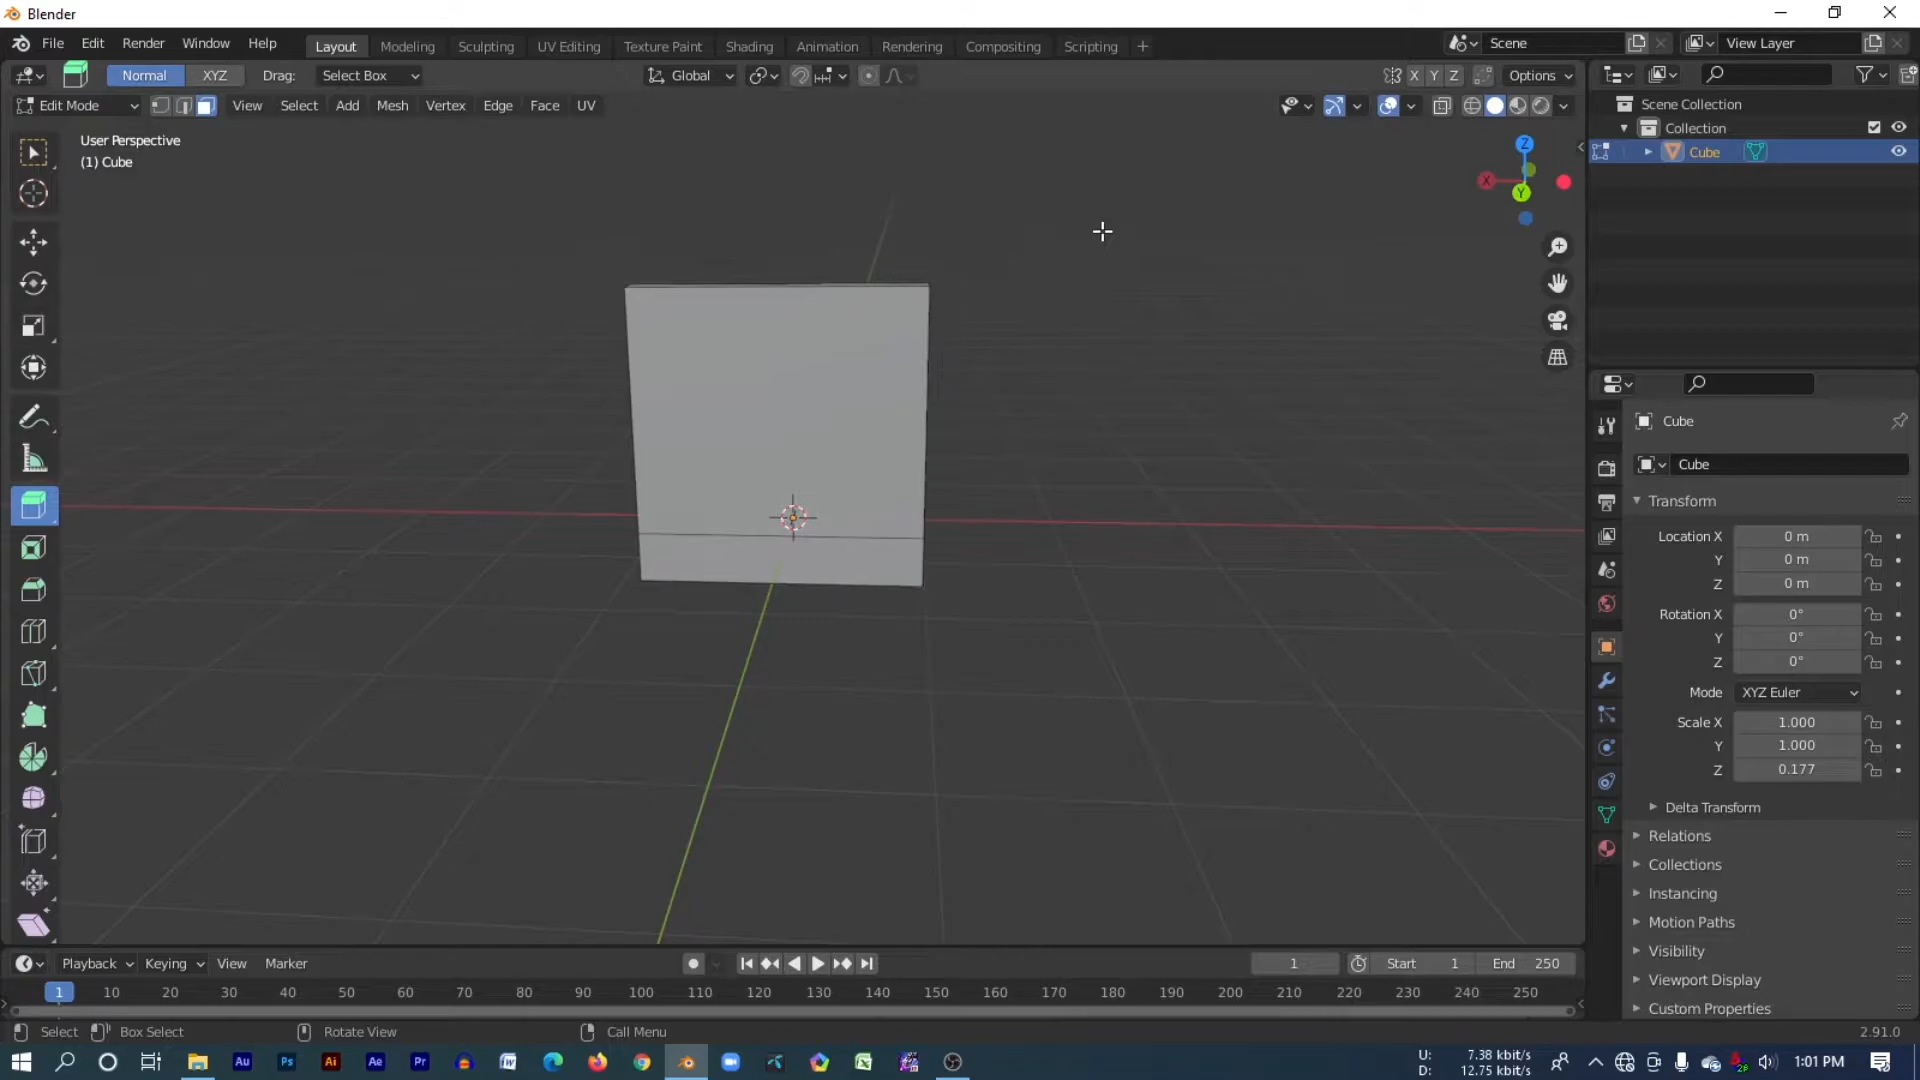 Blender
File Edit Render Window Help Layout Modeling Sculpting UV Editing Texture Paint Shading Animation Rendering Compositing Scripting + Scene View Layer
Normal XYZ Drag: Select Box Global X Y Z Options
Edit Mode View Select Add Mesh Vertex Edge Face UV
Scene Collection
Collection
Cube
User Perspective
(1) Cube
Z
X
Y
Cube
Cube
Transform
Location X 0 m
Y 0 m
Z 0 m
Rotation X 0°
Y 0°
Z 0°
Mode XYZ Euler
Scale X 1.000
Y 1.000
Z 0.177
Delta Transform
Relations
Collections
Instancing
Motion Paths
Visibility
Viewport Display
Custom Properties
Playback Keying View Marker 1 Start 1 End 250
1 10 20 30 40 50 60 70 80 90 100 110 120 130 140 150 160 170 180 190 200 210 220 230 240 250
Select Box Select Rotate View Call Menu 2.91.0
Au Ps Ai Ae Pr
U: 7.38 kbit/s
D: 12.75 kbit/s
1:01 PM